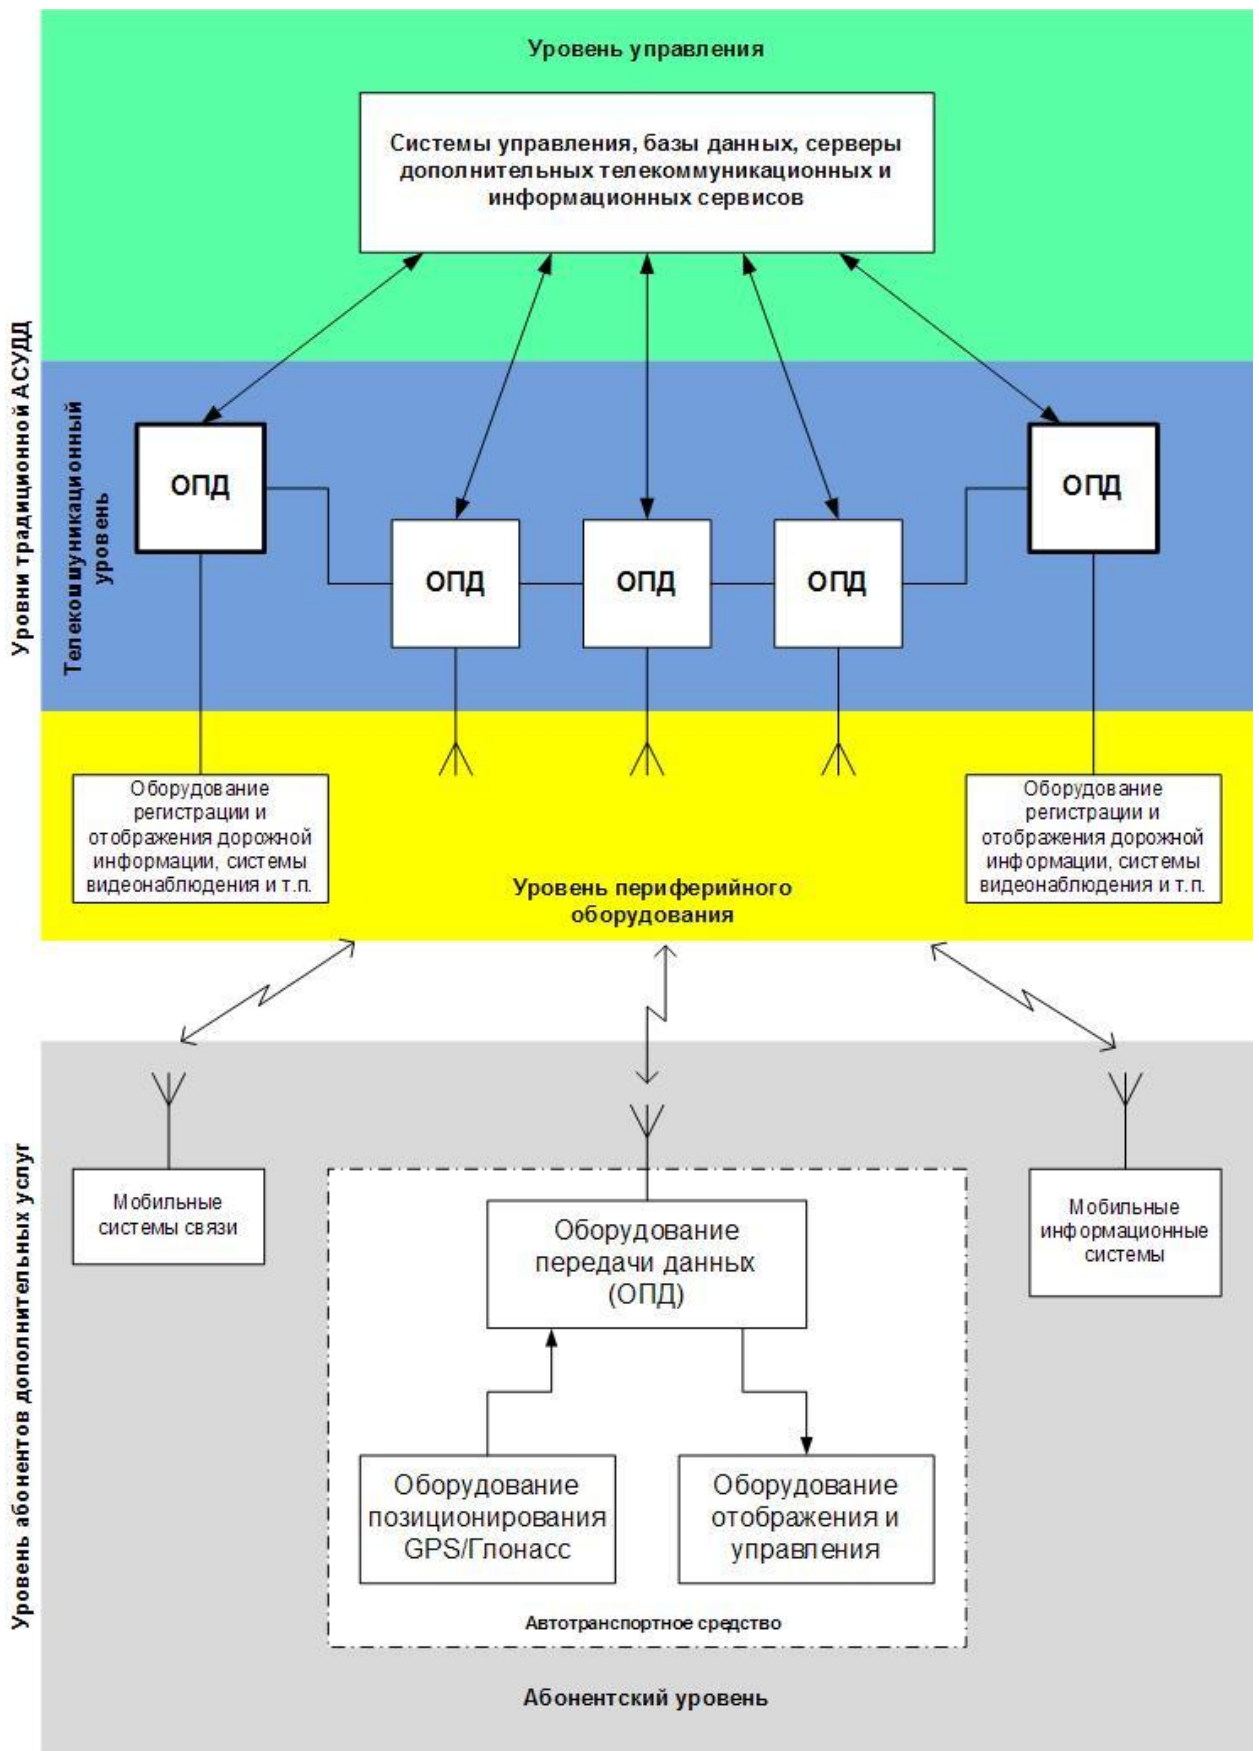 Уровень управления
Системы управления, базы данных, серверы
дополнительных телекоммуникационных и
информационных сервисов
Уровни традиционной АСУДД
Телекоммуникационный
уровень
ОПД
ОПД
ОПД
ОПД
ОПД
Оборудование
регистрации и
отображения дорожной
информации, системы
видеонаблюдения и т.п.
Оборудование
регистрации и
отображения дорожной
информации, системы
видеонаблюдения и т.п.
Уровень периферийного
оборудования
Уровень абонентов дополнительных услуг
Мобильные
системы связи
Оборудование
передачи данных
(ОПД)
Мобильные
информационные
системы
Оборудование
позиционирования
GPS/Глонасс
Оборудование
отображения и
управления
Автотранспортное средство
Абонентский уровень